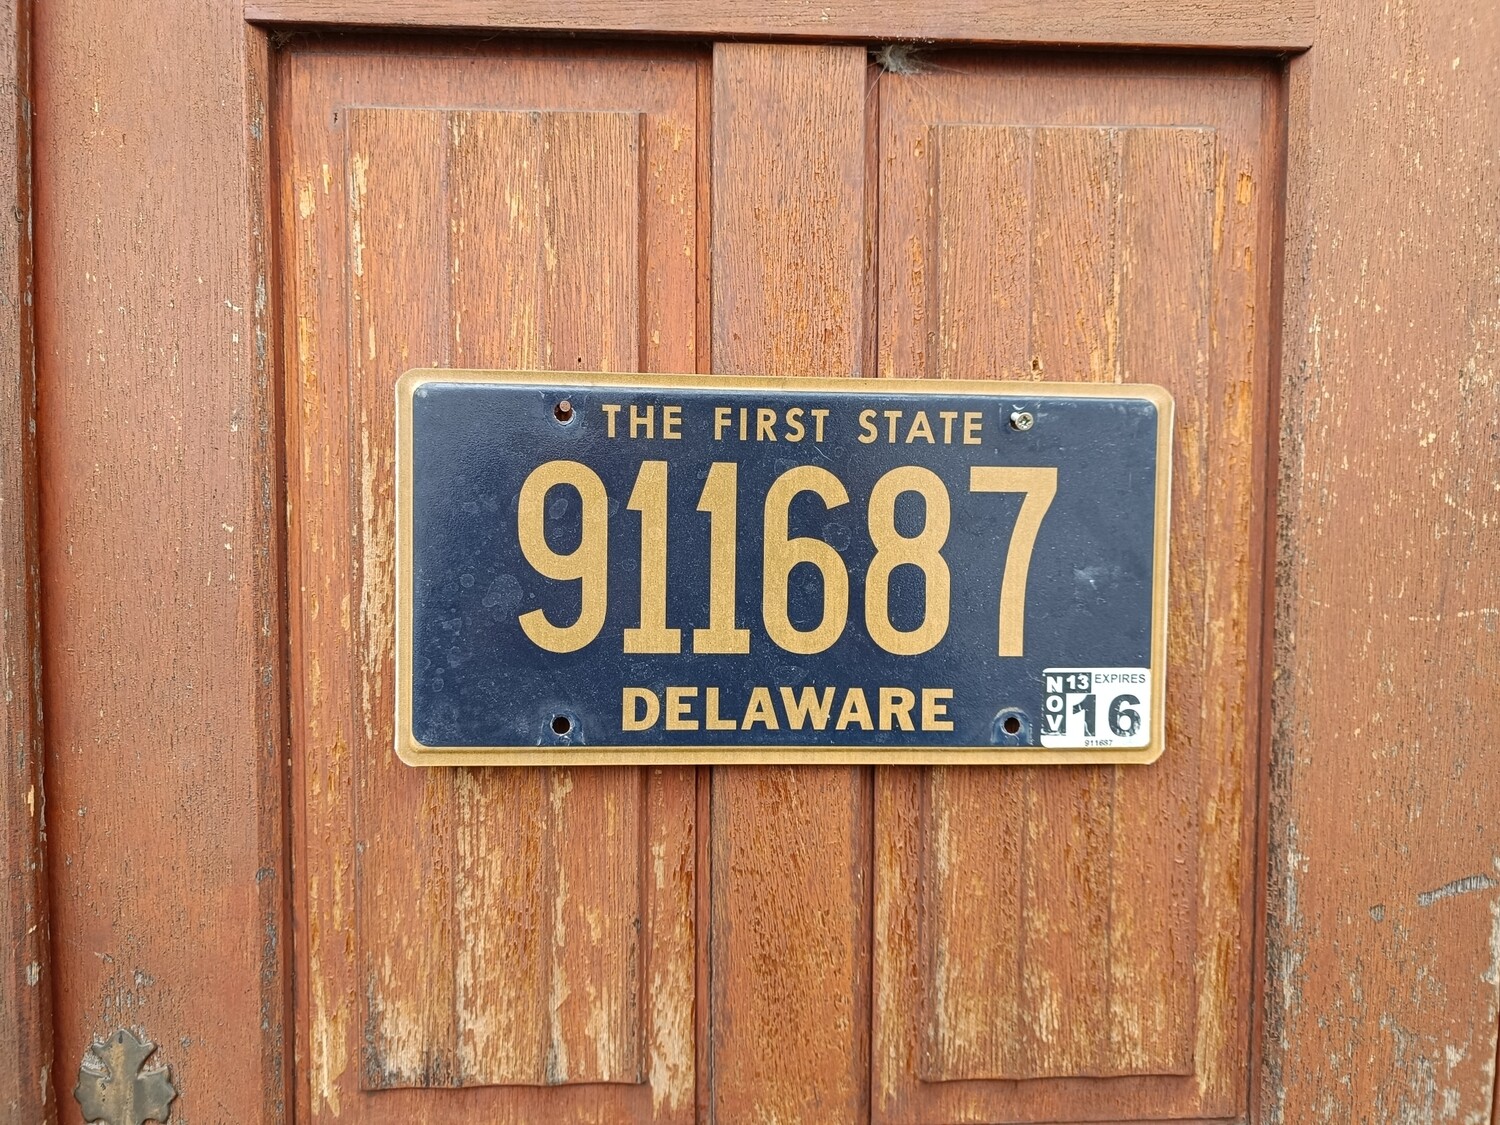 THE FIRST STATE
911687
DELAWARE
NOV 13 EXPIRES
16
911687